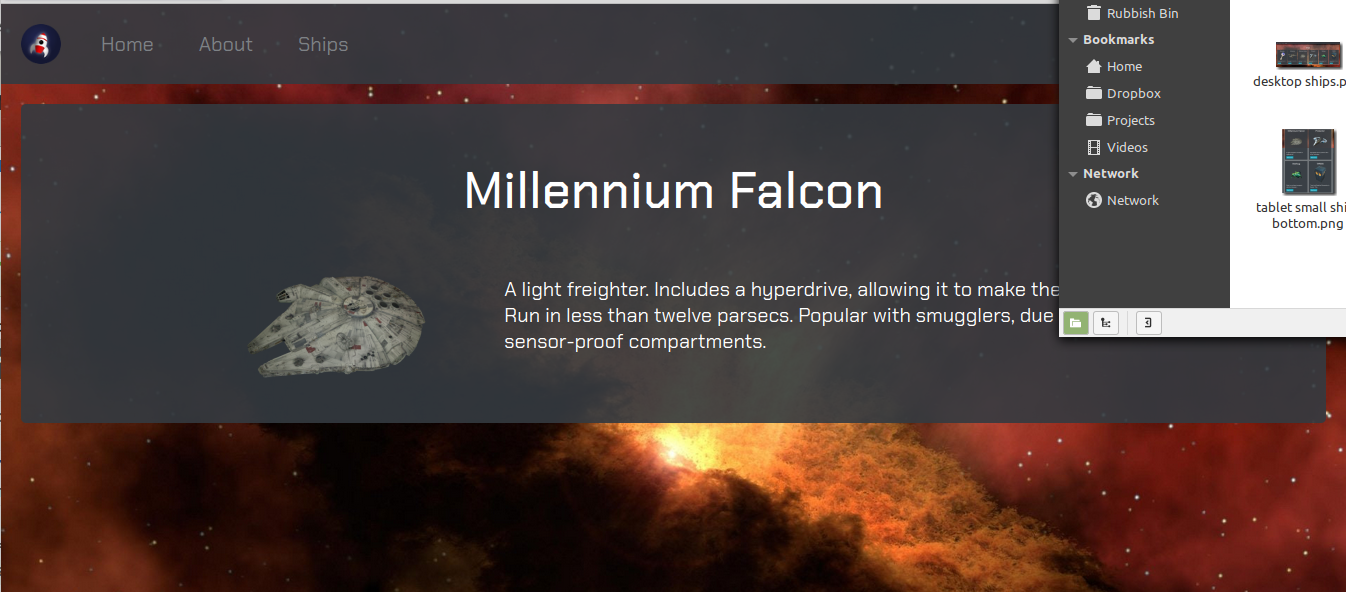 Home About Ships
Millennium Falcon
A light freighter. Includes a hyperdrive, allowing it to make the
Run in less than twelve parsecs. Popular with smugglers, due
sensor-proof compartments.
Rubbish Bin
Bookmarks
Home
Dropbox
Projects
Videos
Network
Network
desktop ships.p
tablet small shi
bottom.png